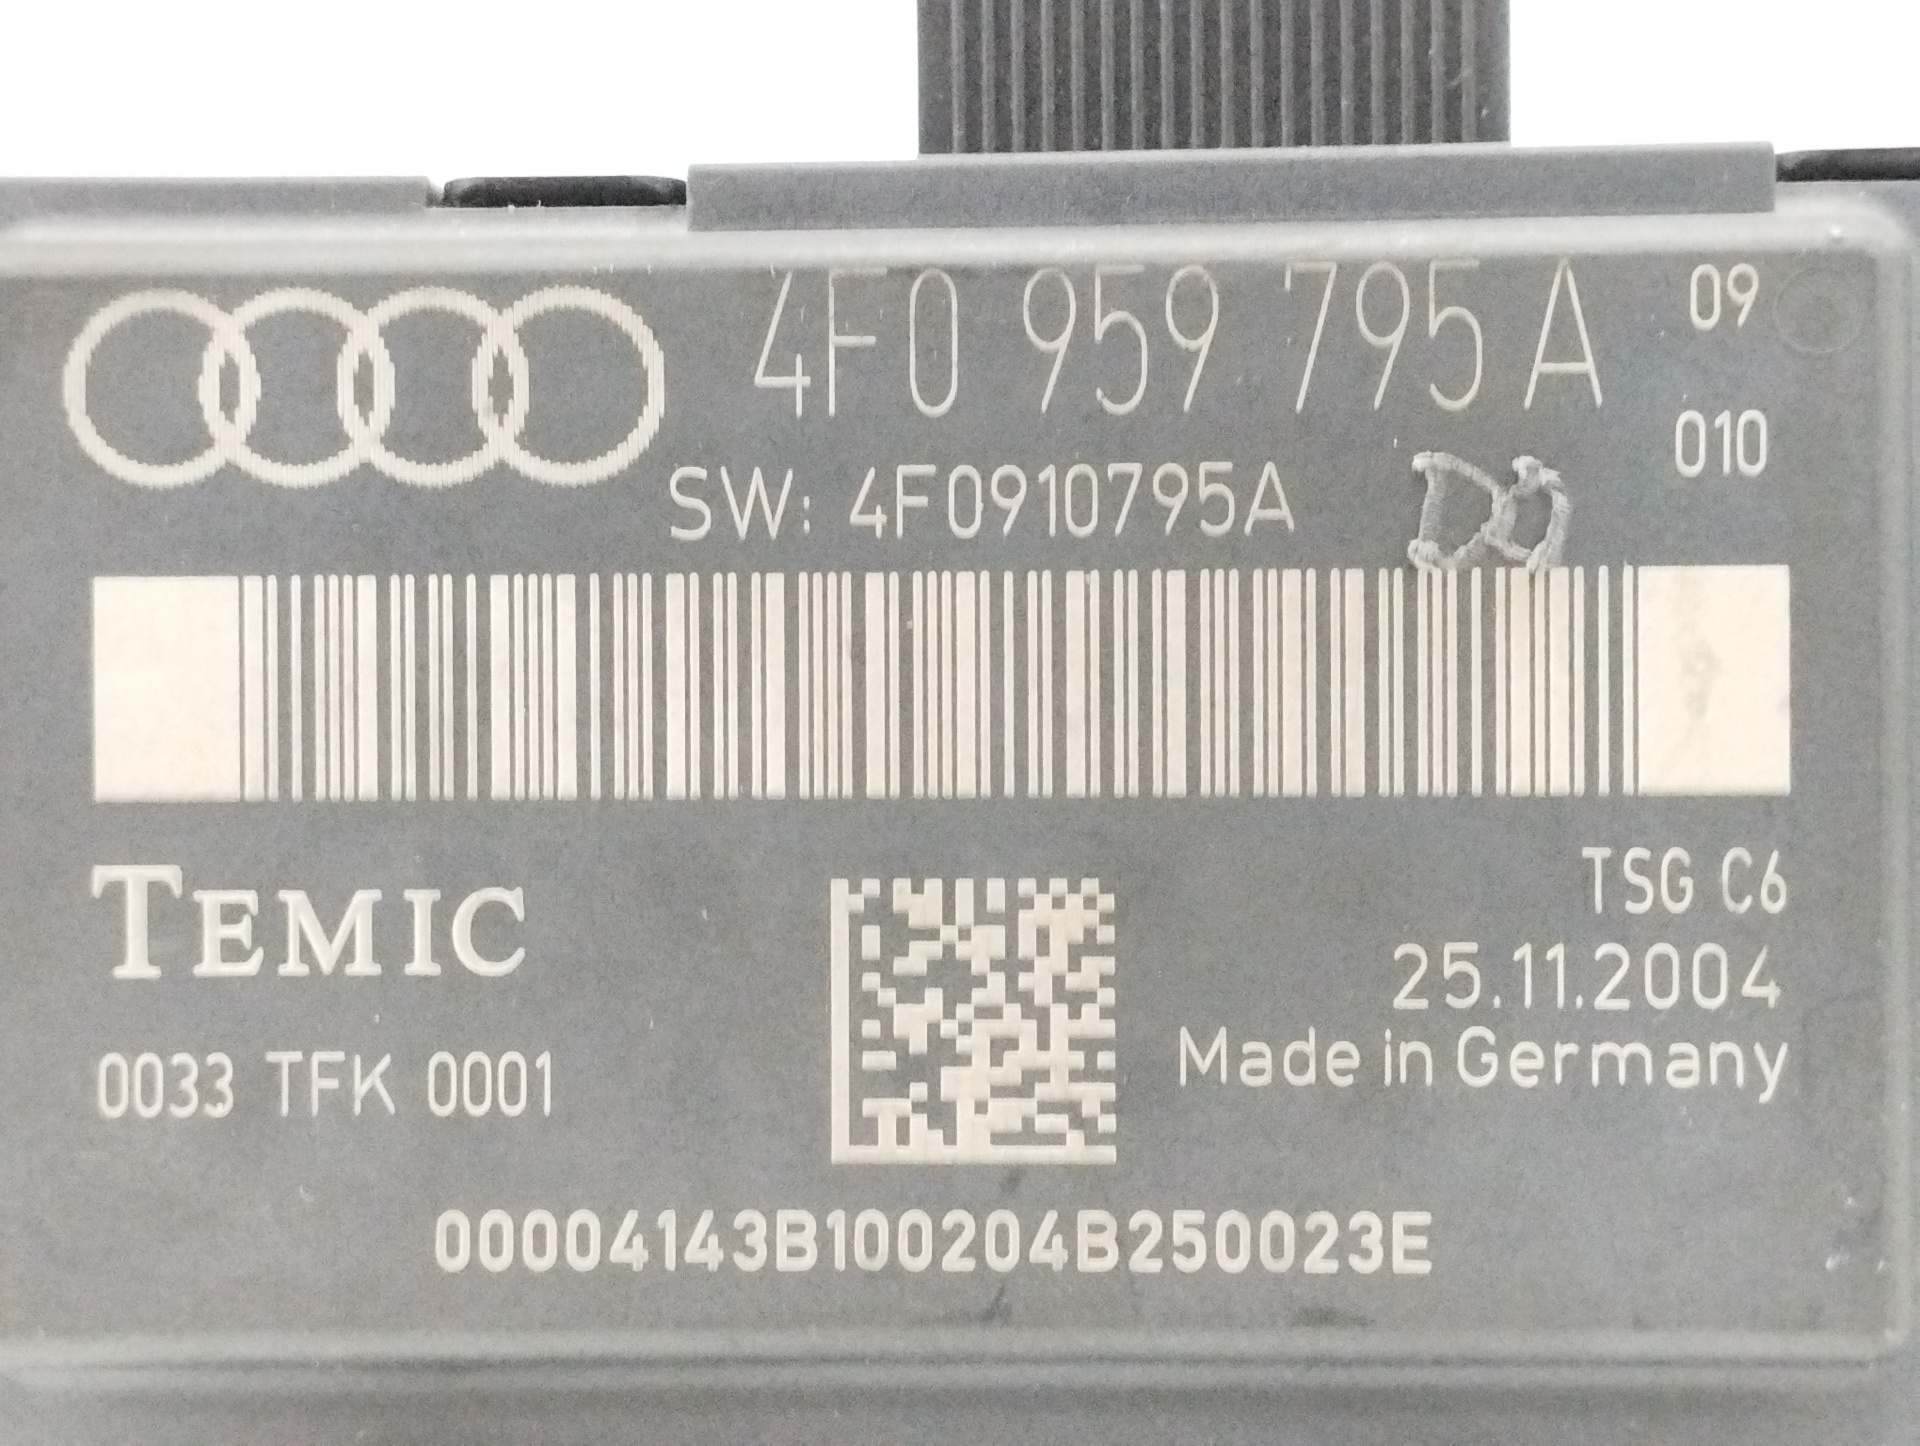 4F0 959 795 A 09
SW: 4F0910795A 010
TEMIC
TSG C6
25.11.2004
0033 TFK 0001
Made in Germany
00004143B100204B250023E